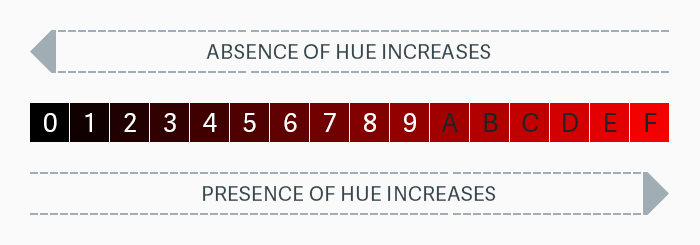 ABSENCE OF HUE INCREASES
0 1 2 3 4 5 6 7 8 9 A B C D E F
PRESENCE OF HUE INCREASES